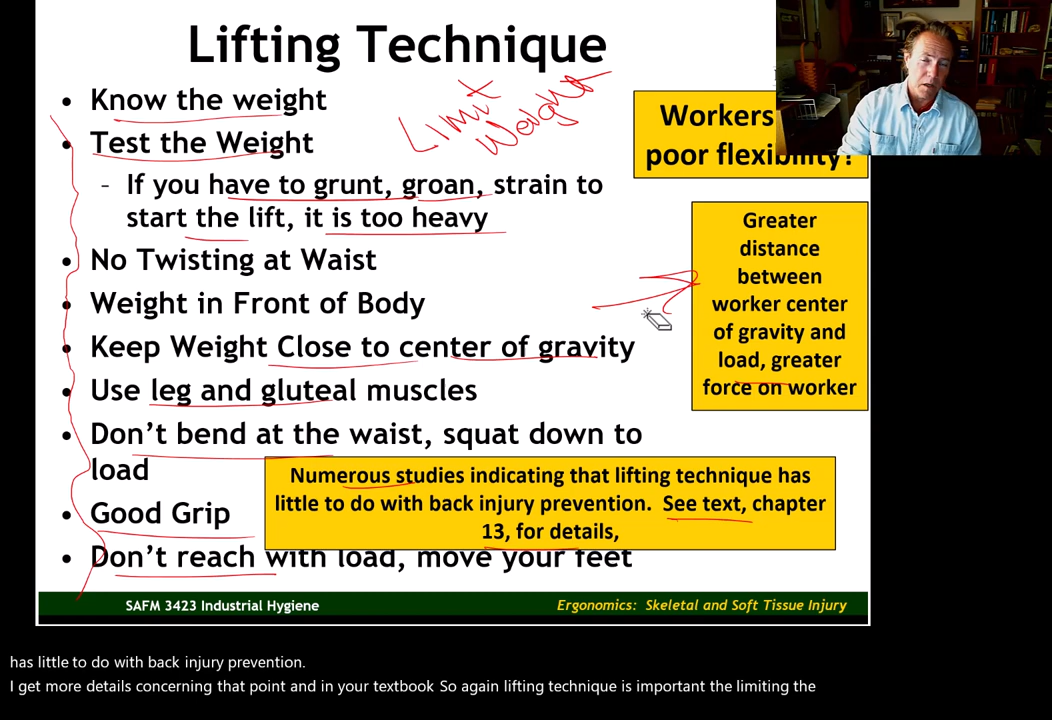 Lifting Technique
• Know the weight
Limit
Weight
• Test the Weight
- If you have to grunt, groan, strain to
start the lift, it is too heavy
• No Twisting at Waist
• Weight in Front of Body
• Keep Weight Close to center of gravity
• Use leg and gluteal muscles
• Don't bend at the waist, squat down to
load
• Good Grip
• Don't reach with load, move your feet
Workers
poor flexibility?
Greater
distance
between
worker center
of gravity and
load, greater
force on worker
Numerous studies indicating that lifting technique has
little to do with back injury prevention. See text, chapter
13, for details,
SAFM 3423 Industrial Hygiene
Ergonomics: Skeletal and Soft Tissue Injury
has little to do with back injury prevention.
I get more details concerning that point and in your textbook So again lifting technique is important the limiting the